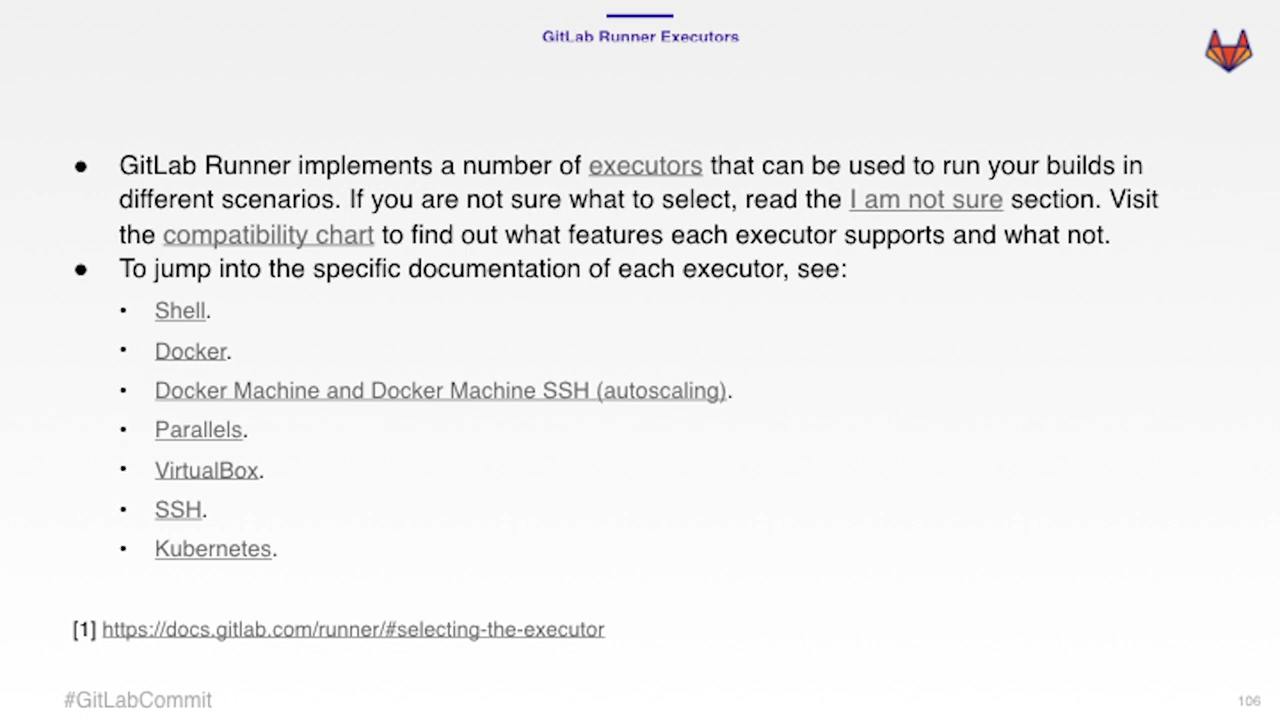 GitLab Runner Executors
● GitLab Runner implements a number of executors that can be used to run your builds in
different scenarios. If you are not sure what to select, read the I am not sure section. Visit
the compatibility chart to find out what features each executor supports and what not.
● To jump into the specific documentation of each executor, see:
• Shell.
• Docker.
• Docker Machine and Docker Machine SSH (autoscaling).
• Parallels.
• VirtualBox.
• SSH.
• Kubernetes.
[1] https://docs.gitlab.com/runner/#selecting-the-executor
#GitLabCommit
106